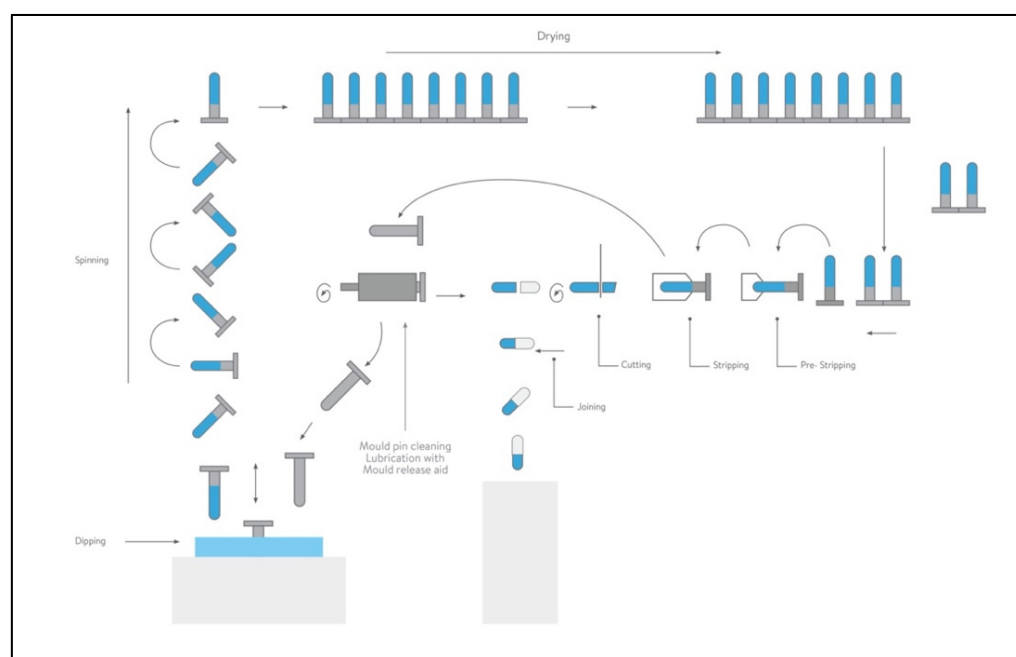 Drying
Spinning
Cutting
Stripping
Pre- Stripping
Joining
Mould pin cleaning
Lubrication with
Mould release aid
Dipping